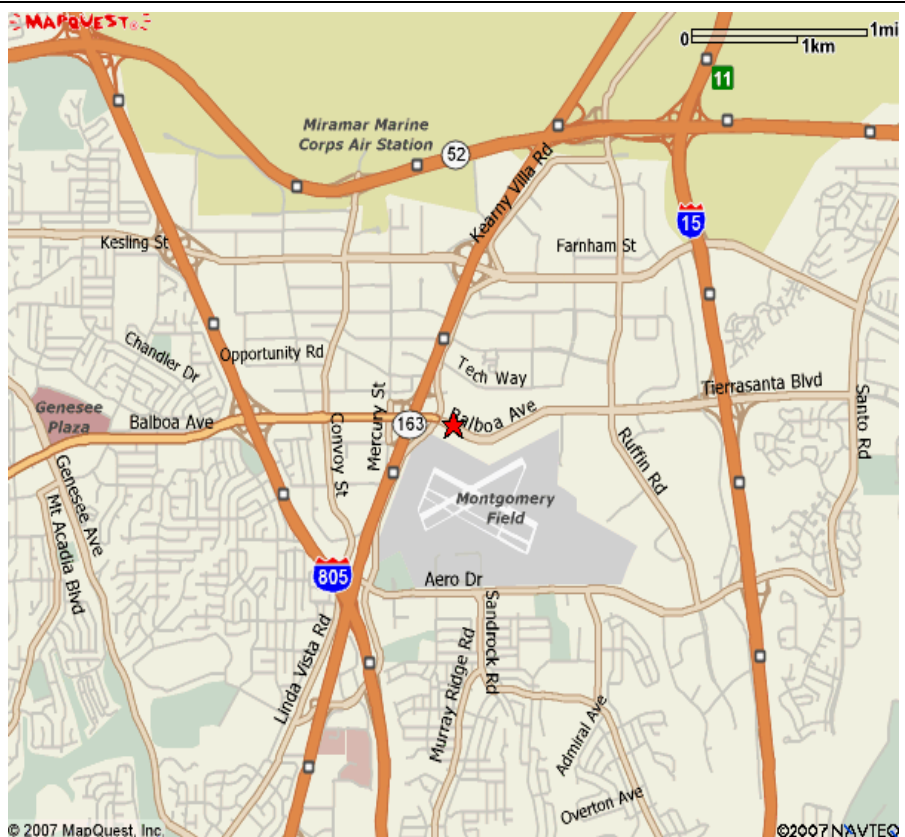 MAPQUEST®
0
1mi
1km
11
Miramar Marine
Corps Air Station
52
Kearny Villa Rd
15
Kesling St
Farnham St
Chandler Dr
Opportunity Rd
Tech Way
Tierrasanta Blvd
Genesee
Plaza
Balboa Ave
Mercury St
163
Balboa Ave
Santo Rd
Convoy St
Ruffin Rd
Genesee Ave
Mt Acadia Blvd
Montgomery
Field
805
Aero Dr
Sandrock Rd
Linda Vista Rd
Murray Ridge Rd
Admiral Ave
Overton Ave
© 2007 MapQuest, Inc.
©2007 NAVTEQ